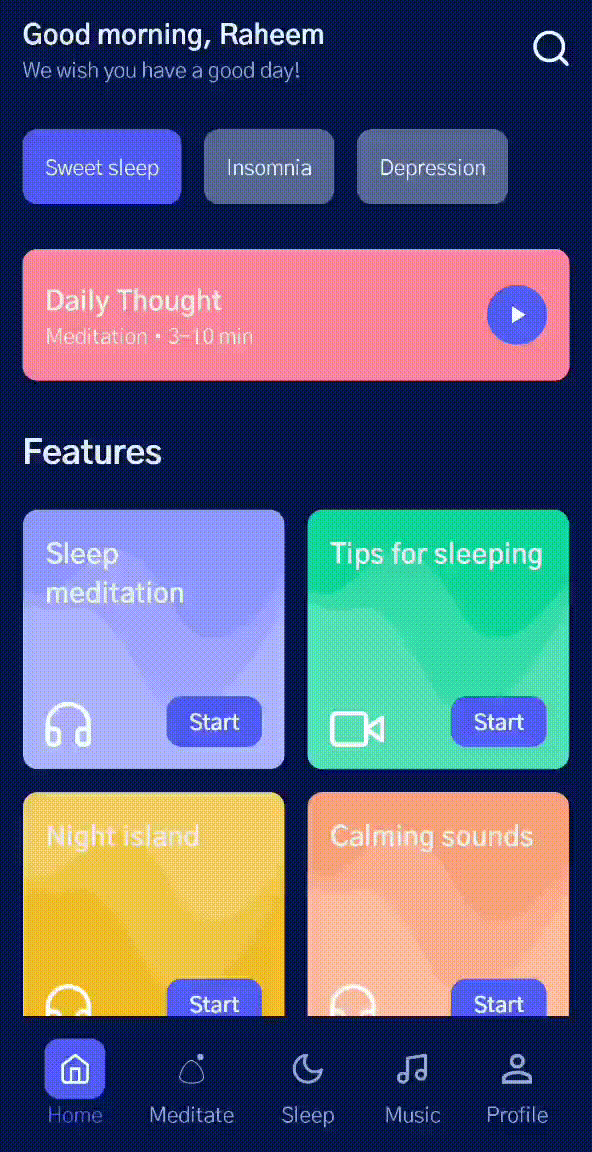 Good morning, Raheem
We wish you have a good day!
Sweet sleep
Insomnia
Depression
Daily Thought
Meditation • 3-10 min
Features
Sleep
meditation
Start
Tips for sleeping
Start
Night island
Start
Calming sounds
Start
Home
Meditate
Sleep
Music
Profile